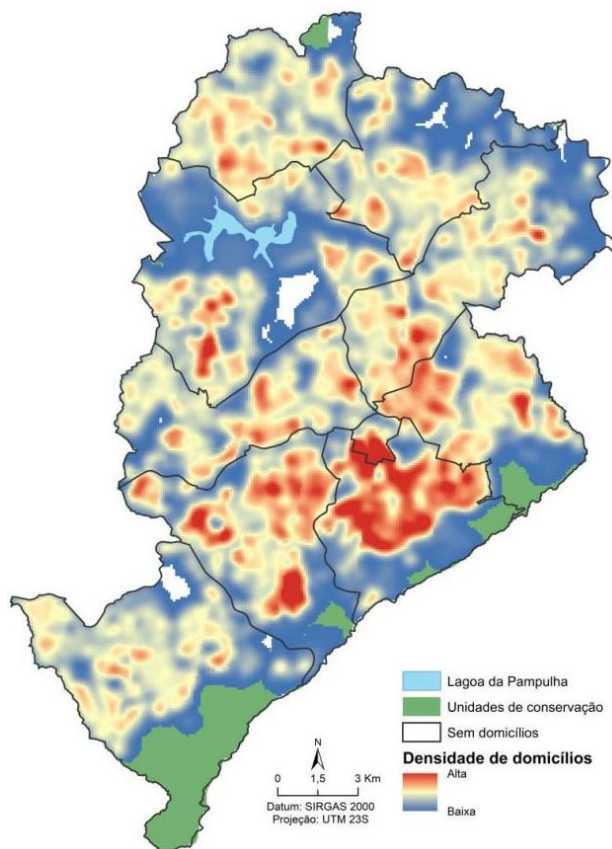 Lagoa da Pampulha
Unidades de conservação
Sem domicílios
Densidade de domicílios
Alta
Baixa
N
0 1,5 3 Km
Datum: SIRGAS 2000
Projeção: UTM 23S